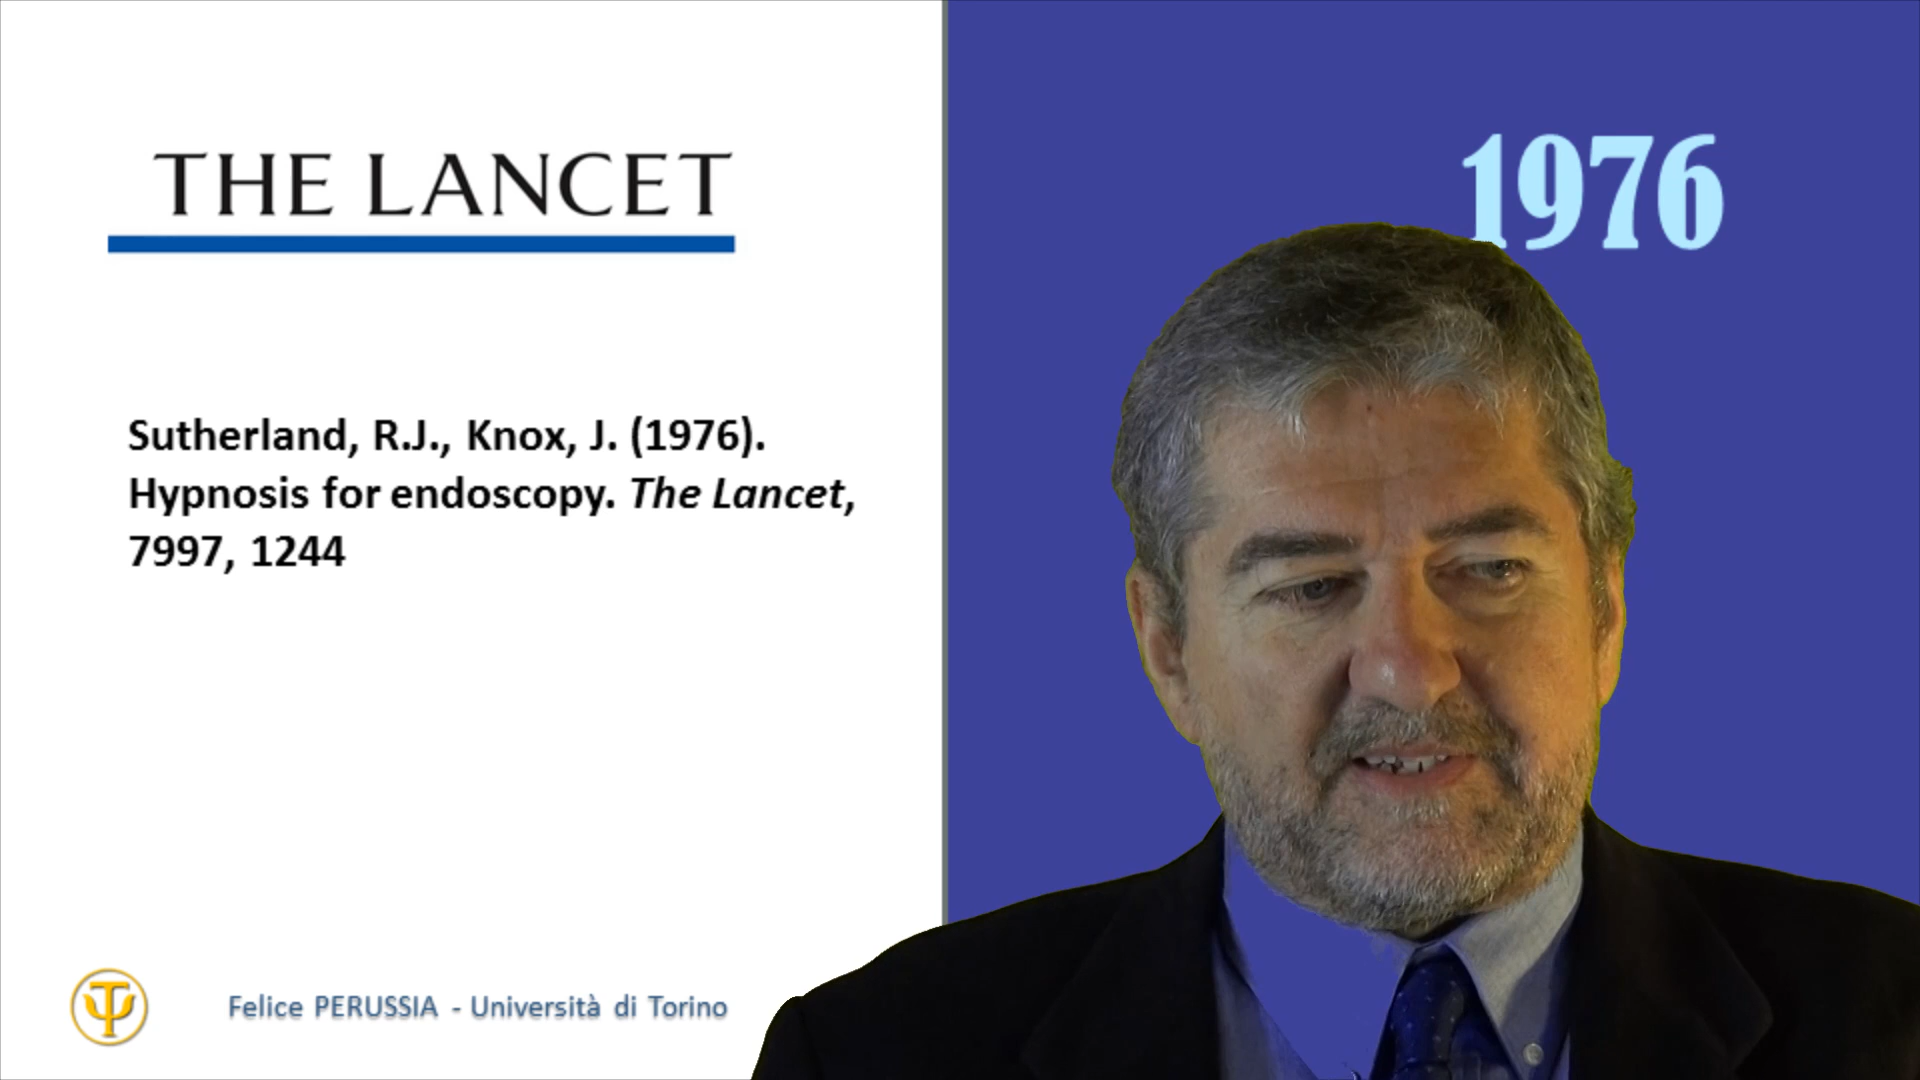 THE LANCET
1976
Sutherland, R.J., Knox, J. (1976).
Hypnosis for endoscopy. The Lancet,
7997, 1244
Ψ
Felice PERUSSIA - Università di Torino